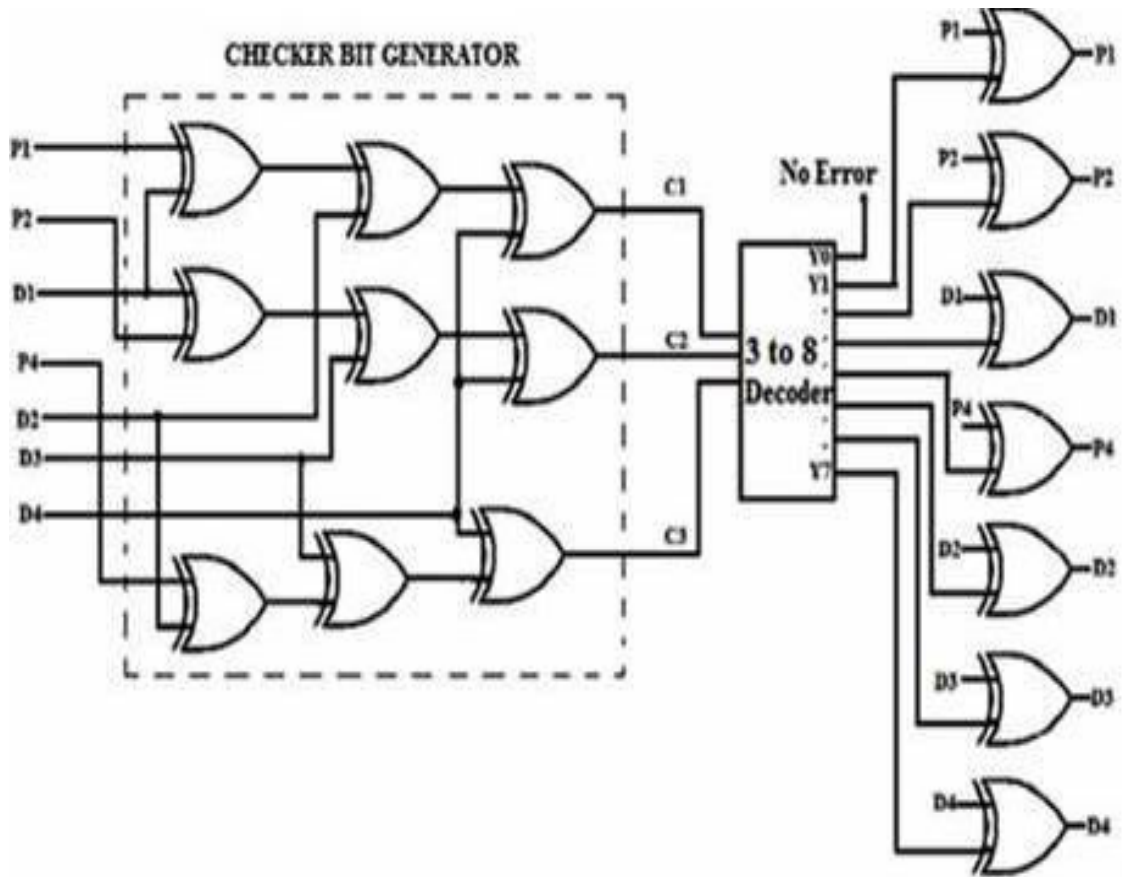 CHECKER BIT GENERATOR
P1
P2
D1
P4
D2
D3
D4
C1
C2
C3
No Error
3 to 8
Decoder
Y0
Y1
Y7
P1
P1
P2
P2
D1
D1
P4
P4
D2
D2
D3
D3
D4
D4